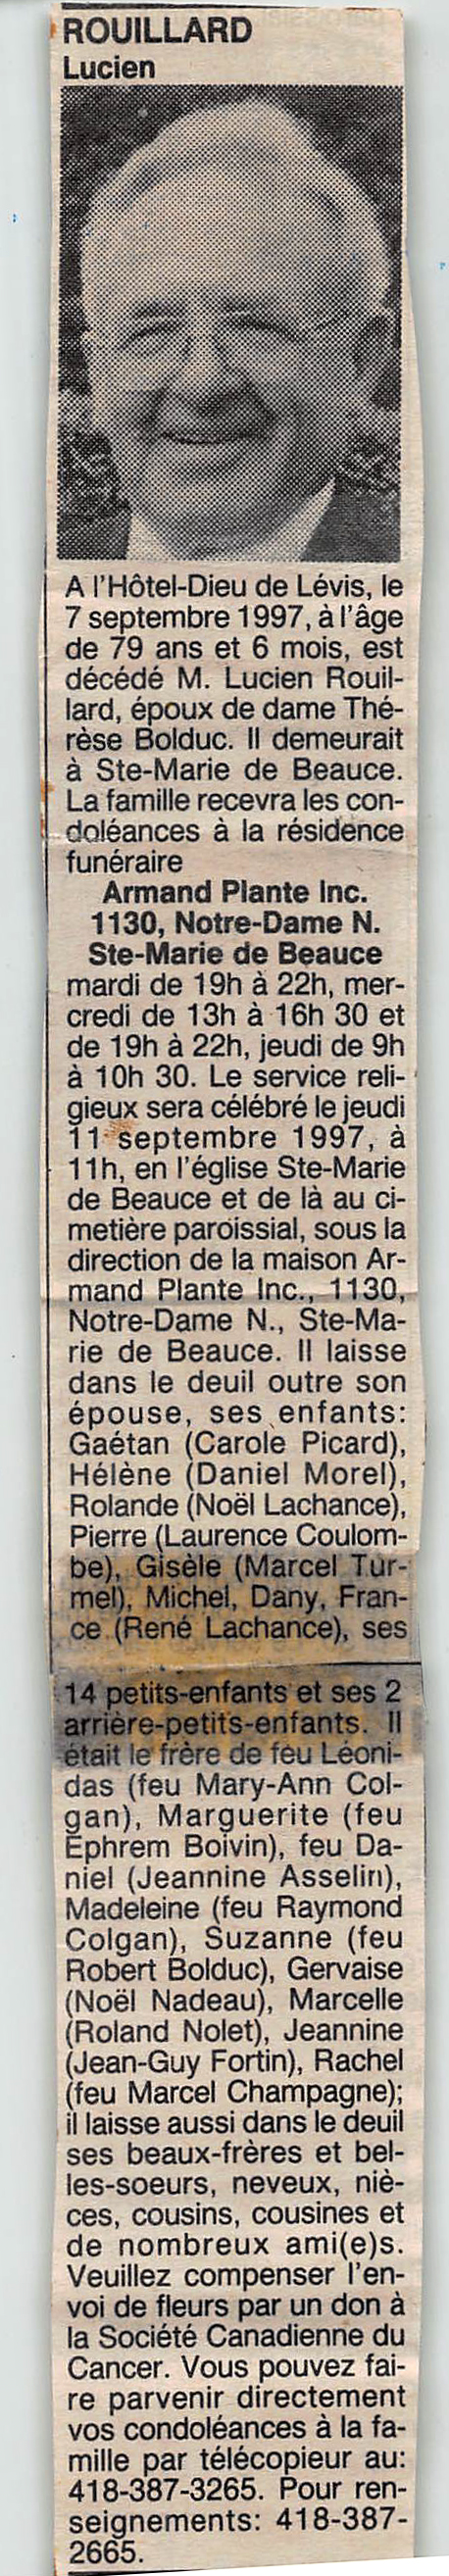 ROUILLARD
Lucien
A l'Hôtel-Dieu de Lévis, le
7 septembre 1997, à l'âge
de 79 ans et 6 mois, est
décédé M. Lucien Rouil-
lard, époux de dame Thé-
rèse Bolduc. Il demeurait
à Ste-Marie de Beauce.
La famille recevra les con-
doléances à la résidence
funéraire
Armand Plante Inc.
1130, Notre-Dame N.
Ste-Marie de Beauce
mardi de 19h à 22h, mer-
credi de 13h à 16h 30 et
de 19h à 22h, jeudi de 9h
à 10h 30. Le service reli-
gieux sera célébré le jeudi
11 septembre 1997, à
11h, en l'église Ste-Marie
de Beauce et de là au ci-
metière paroissial, sous la
direction de la maison Ar-
mand Plante Inc., 1130,
Notre-Dame N., Ste-Ma-
rie de Beauce. Il laisse
dans le deuil outre son
épouse, ses enfants:
Gaétan (Carole Picard),
Hélène (Daniel Morel),
Rolande (Noël Lachance),
Pierre (Laurence Coulom-
be), Gisèle (Marcel Tur-
mel), Michel, Dany, Fran-
ce (René Lachance), ses
14 petits-enfants et ses 2
arrière-petits-enfants. Il
était le frère de feu Léoni-
das (feu Mary-Ann Col-
gan), Marguerite (feu
Ephrem Boivin), feu Da-
niel (Jeannine Asselin),
Madeleine (feu Raymond
Colgan), Suzanne (feu
Robert Bolduc), Gervaise
(Noël Nadeau), Marcelle
(Roland Nolet), Jeannine
(Jean-Guy Fortin), Rachel
(feu Marcel Champagne);
il laisse aussi dans le deuil
ses beaux-frères et bel-
les-soeurs, neveux, niè-
ces, cousins, cousines et
de nombreux ami(e)s.
Veuillez compenser l'en-
voi de fleurs par un don à
la Société Canadienne du
Cancer. Vous pouvez fai-
re parvenir directement
vos condoléances à la fa-
mille par télécopieur au:
418-387-3265. Pour ren-
seignements: 418-387-
2665.